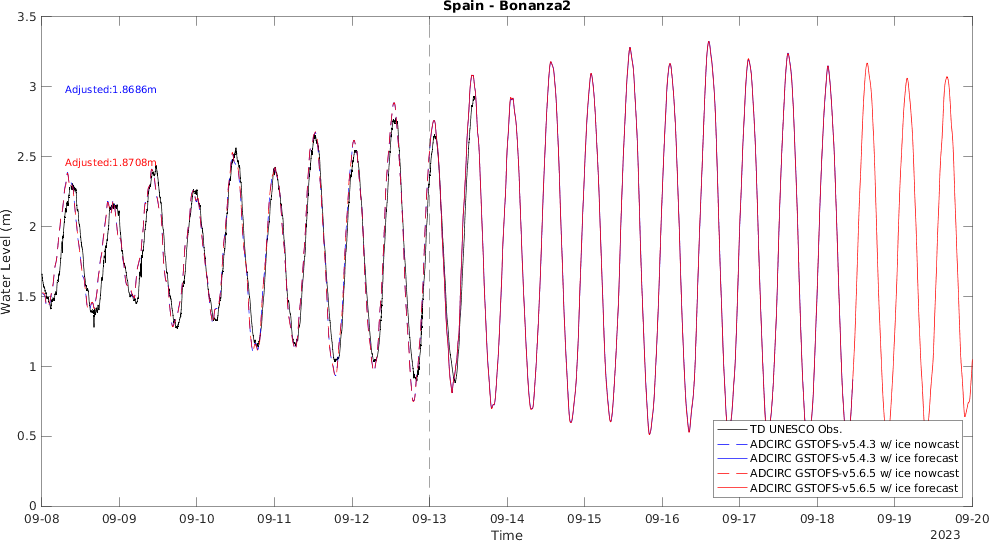 Spain - Bonanza2
3.5
3
2.5
2
1.5
1
0.5
0
Water Level (m)
Adjusted:1.8686m
Adjusted:1.8708m
TD UNESCO Obs.
ADCIRC GSTOFS-v5.4.3 w/ ice nowcast
ADCIRC GSTOFS-v5.4.3 w/ ice forecast
ADCIRC GSTOFS-v5.6.5 w/ ice nowcast
ADCIRC GSTOFS-v5.6.5 w/ ice forecast
09-08 09-09 09-10 09-11 09-12 09-13 09-14 09-15 09-16 09-17 09-18 09-19 09-20
Time
2023